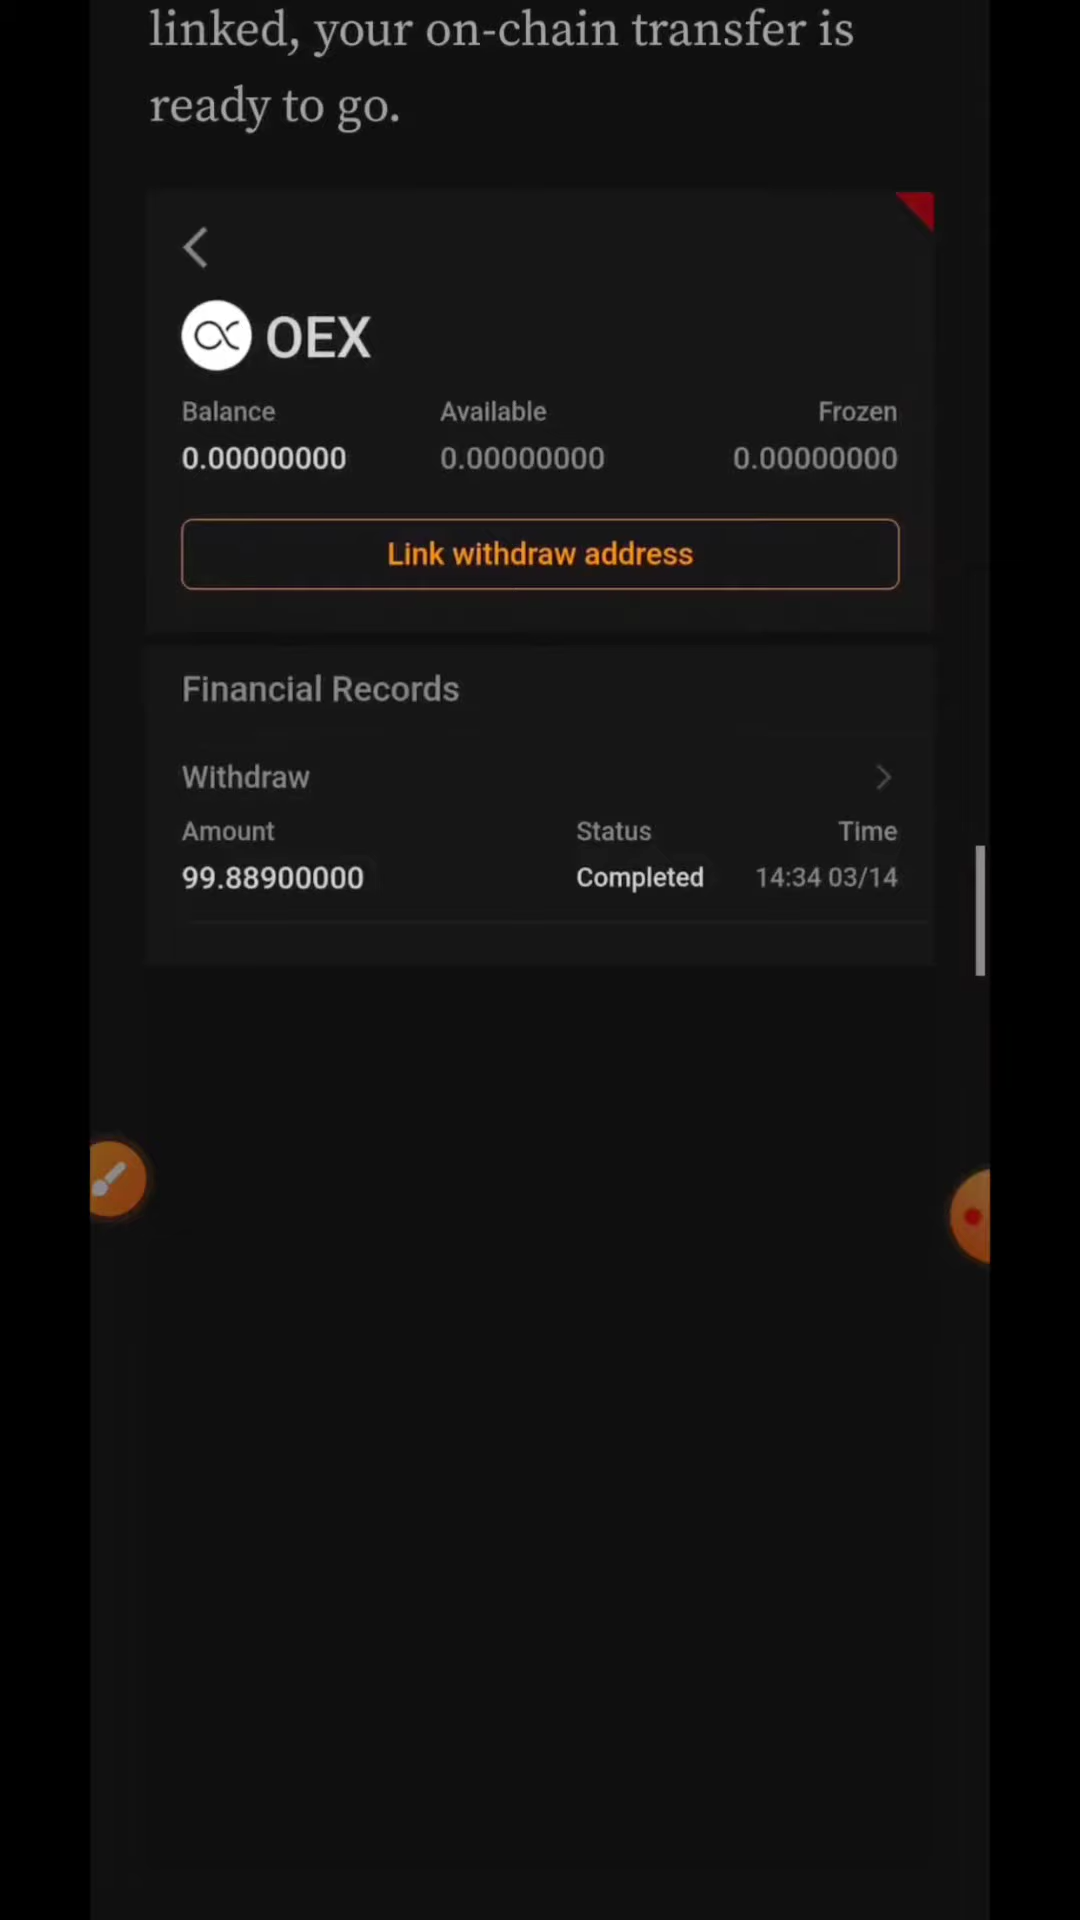 linked, your on-chain transfer is
ready to go.
OEX
Balance Available Frozen
0.00000000 0.00000000 0.00000000
Link withdraw address
Financial Records
Withdraw
Amount Status Time
99.88900000 Completed 14:34 03/14